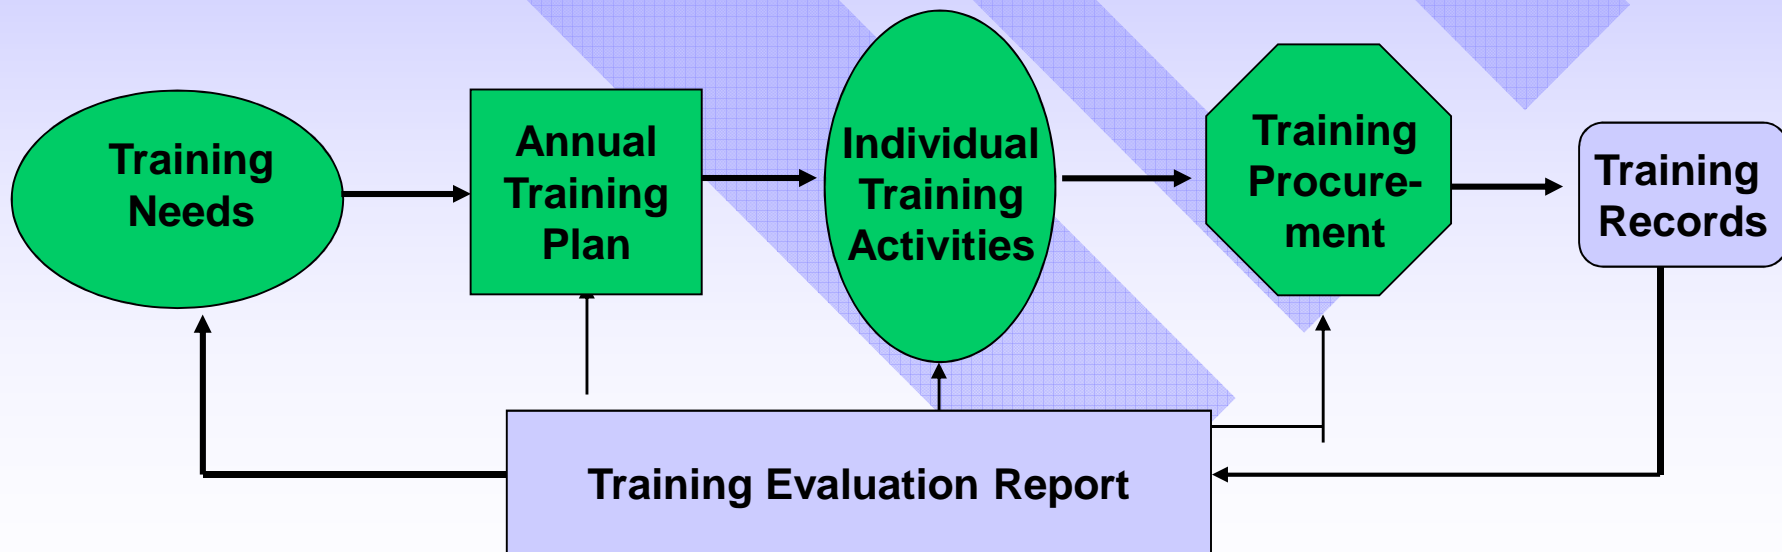 Training
Needs
Annual
Training
Plan
Individual
Training
Activities
Training
Procure-
ment
Training
Records
Training Evaluation Report